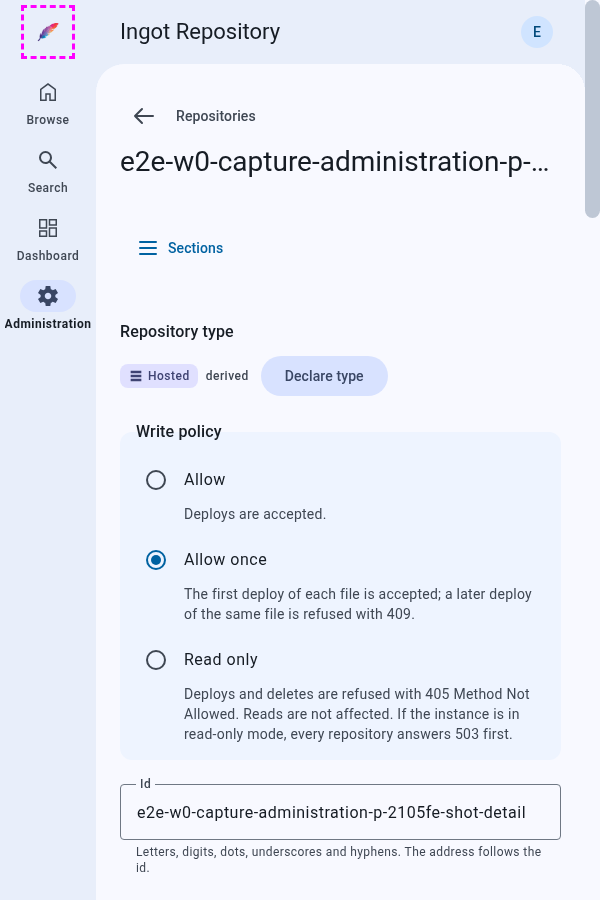 Ingot Repository
E
Browse
Search
Dashboard
Administration
Repositories
e2e-w0-capture-administration-p-...
Sections
Repository type
Hosted derived Declare type
Write policy
Allow
Deploys are accepted.
Allow once
The first deploy of each file is accepted; a later deploy
of the same file is refused with 409.
Read only
Deploys and deletes are refused with 405 Method Not
Allowed. Reads are not affected. If the instance is in
read-only mode, every repository answers 503 first.
Id
e2e-w0-capture-administration-p-2105fe-shot-detail
Letters, digits, dots, underscores and hyphens. The address follows the
id.